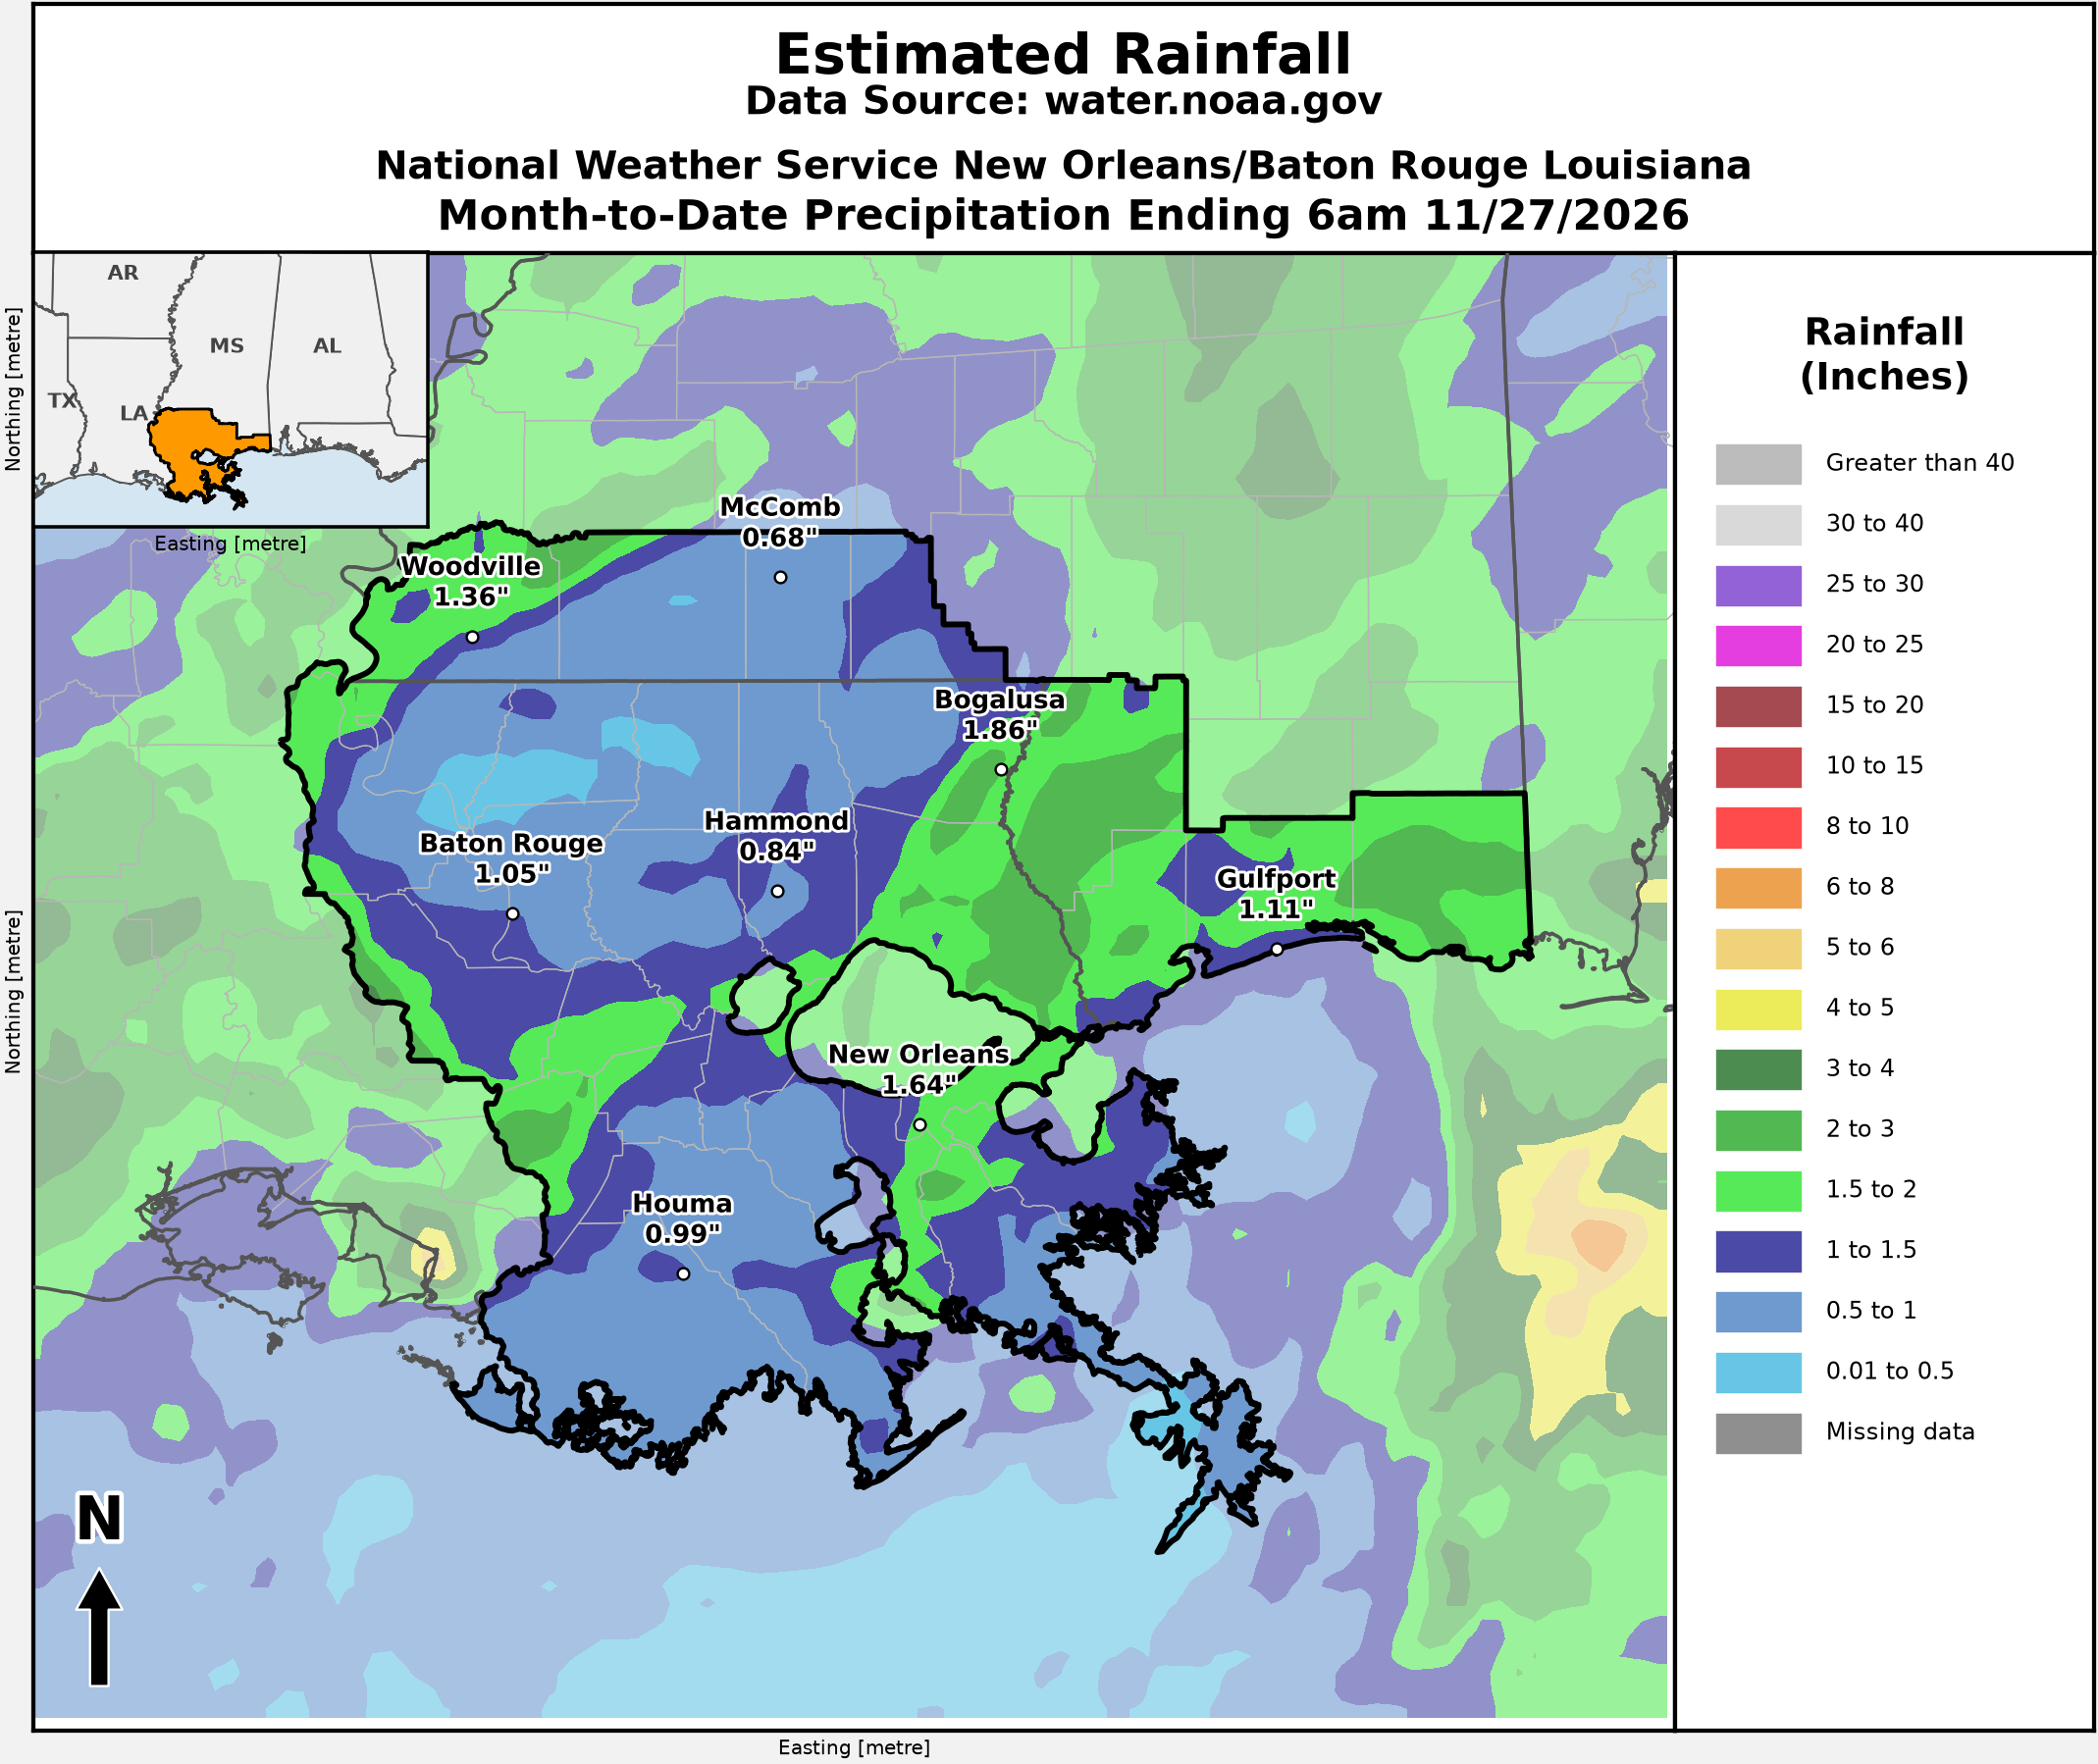 Estimated Rainfall
Data Source: water.noaa.gov
National Weather Service New Orleans/Baton Rouge Louisiana
Month-to-Date Precipitation Ending 6am 11/27/2026
AR
MS
AL
TX
LA
Easting [metre]
Northing [metre]
Northing [metre]
McComb
0.68"
Woodville
1.36"
Bogalusa
1.86"
Hammond
0.84"
Baton Rouge
1.05"
Gulfport
1.11"
New Orleans
1.64"
Houma
0.99"
N
Easting [metre]
Rainfall
(Inches)
Greater than 40
30 to 40
25 to 30
20 to 25
15 to 20
10 to 15
8 to 10
6 to 8
5 to 6
4 to 5
3 to 4
2 to 3
1.5 to 2
1 to 1.5
0.5 to 1
0.01 to 0.5
Missing data